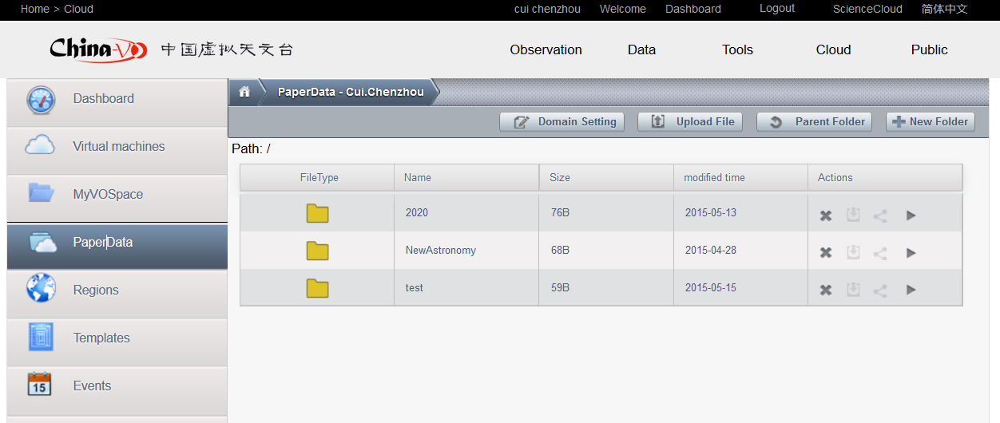 Home > Cloud
cui chenzhou Welcome Dashboard Logout ScienceCloud 简体中文
China-VO 中国虚拟天文台
Observation Data Tools Cloud Public
Dashboard
Virtual machines
MyVOSpace
PaperData
Regions
Templates
15
Events
PaperData - Cui.Chenzhou
Domain Setting Upload File Parent Folder New Folder
Path: /
FileType Name Size modified time Actions
2020 76B 2015-05-13
NewAstronomy 68B 2015-04-28
test 59B 2015-05-15